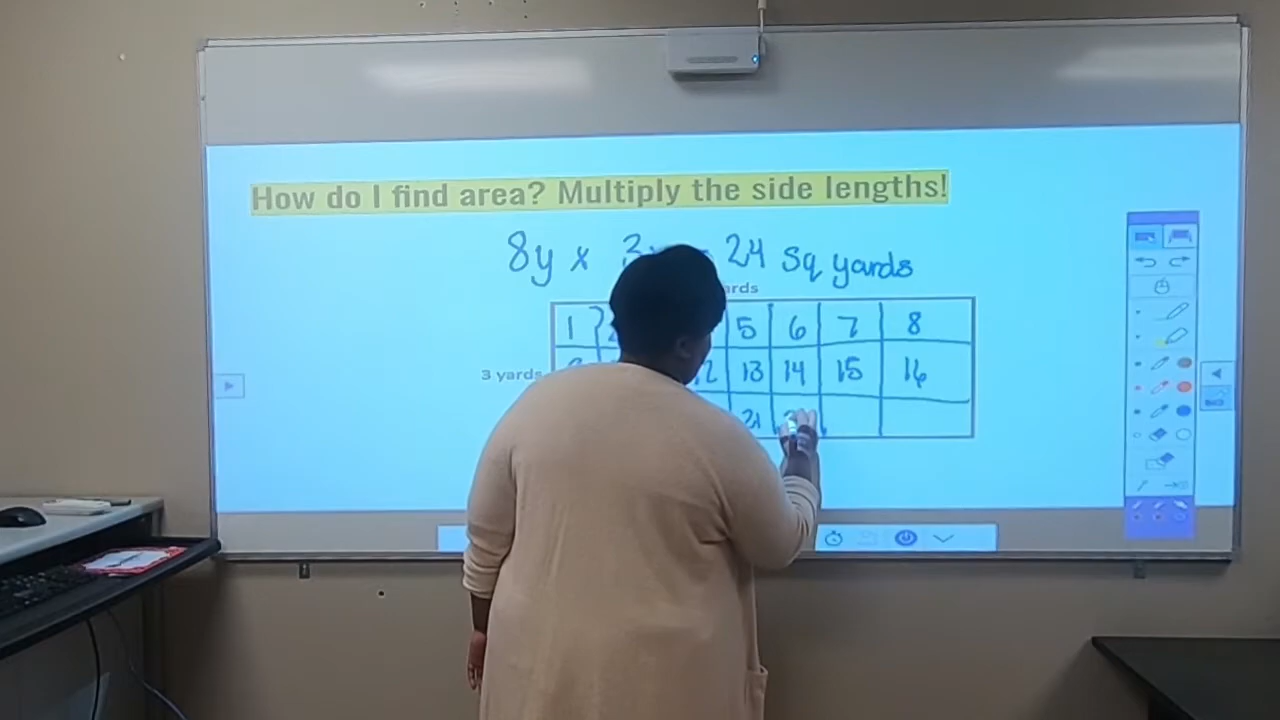 How do I find area? Multiply the side lengths!
8y x 3 24 sq yards
1 5 6 7 8
3 yards 13 14 15 16
21